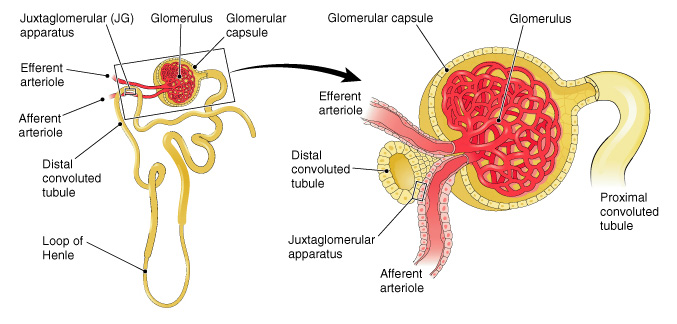 Juxtaglomerular (JG)
apparatus
Glomerulus
Glomerular
capsule
Efferent
arteriole
Afferent
arteriole
Distal
convoluted
tubule
Loop of
Henle
Glomerular capsule
Glomerulus
Efferent
arteriole
Distal
convoluted
tubule
Juxtaglomerular
apparatus
Afferent
arteriole
Proximal
convoluted
tubule